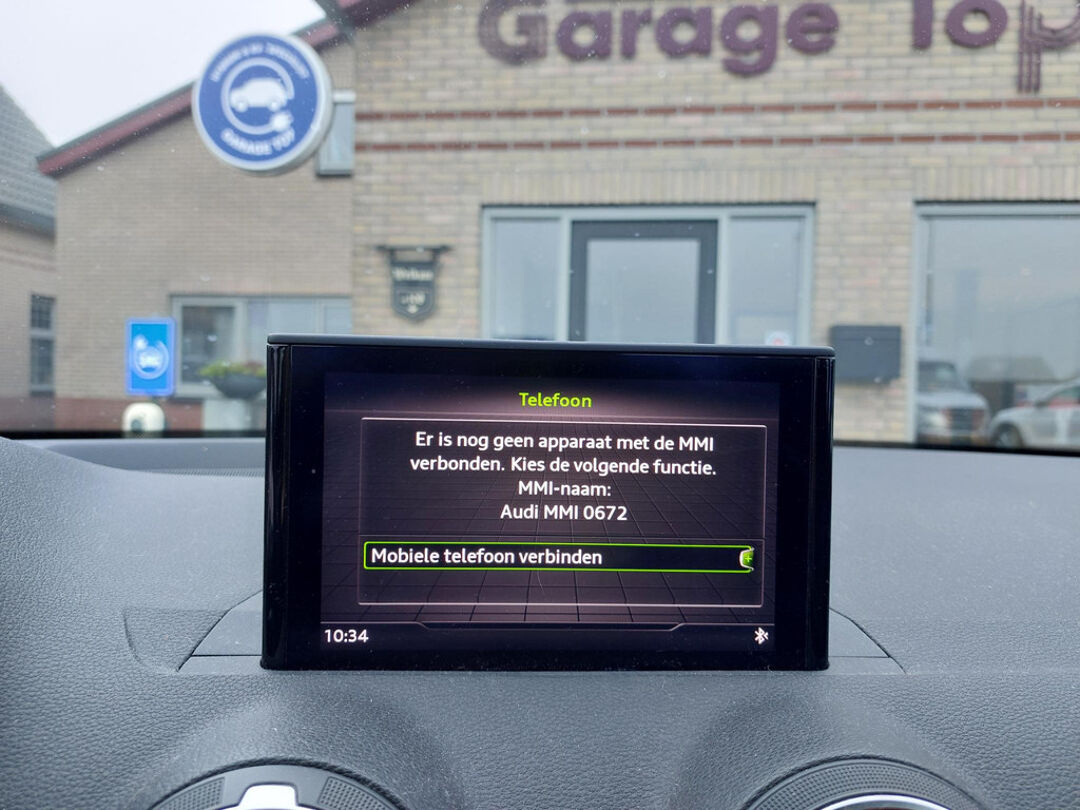 Garage Top
GARAGE TOP
Telefoon
Er is nog geen apparaat met de MMI
verbonden. Kies de volgende functie.
MMI-naam:
Audi MMI 0672
Mobiele telefoon verbinden
10:34